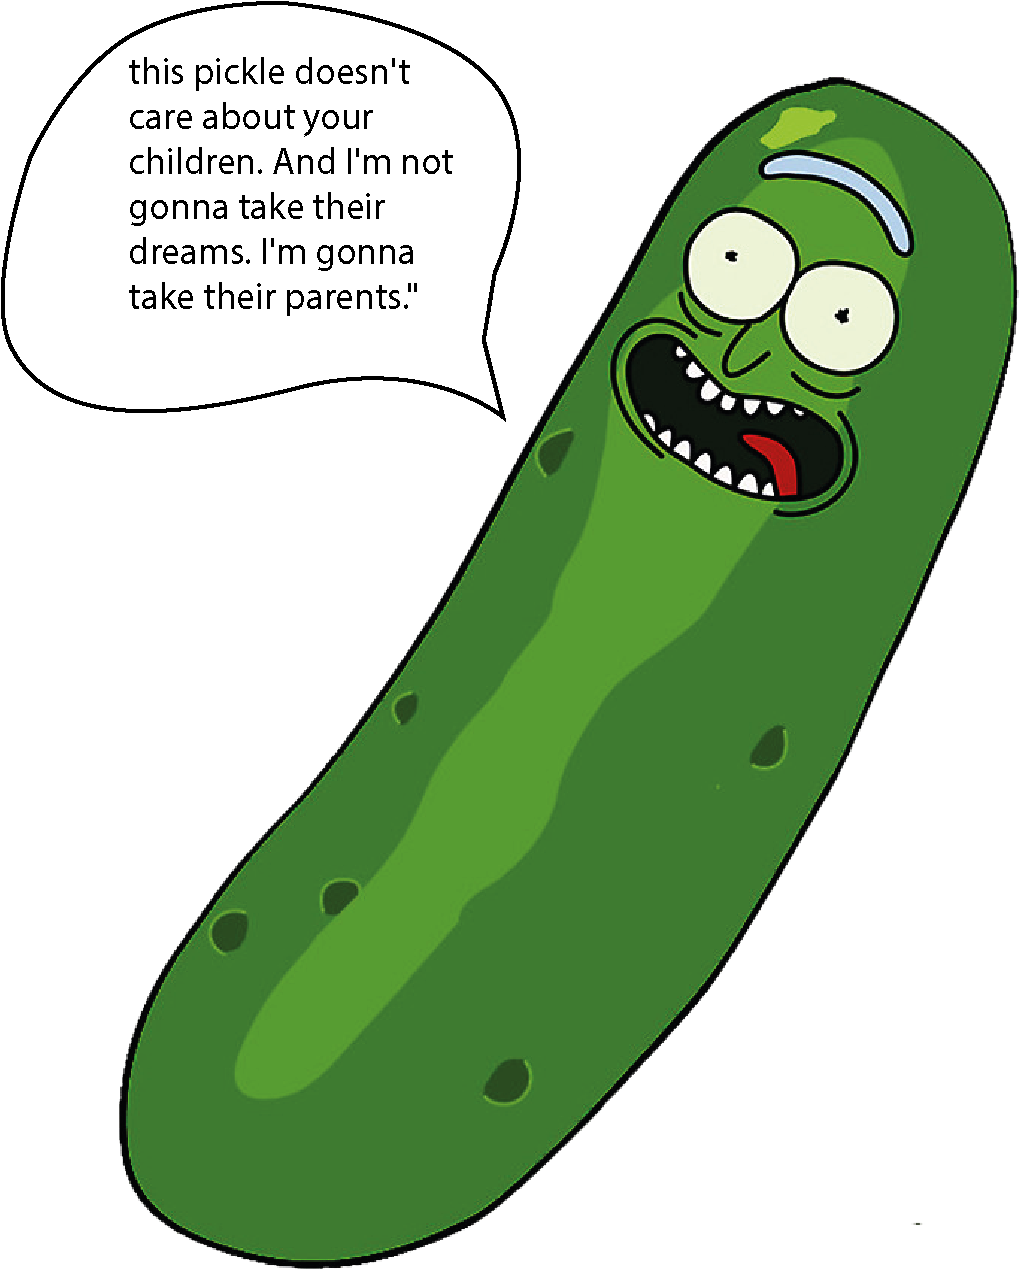 this pickle doesn't
care about your
children. And I'm not
gonna take their
dreams. I'm gonna
take their parents."